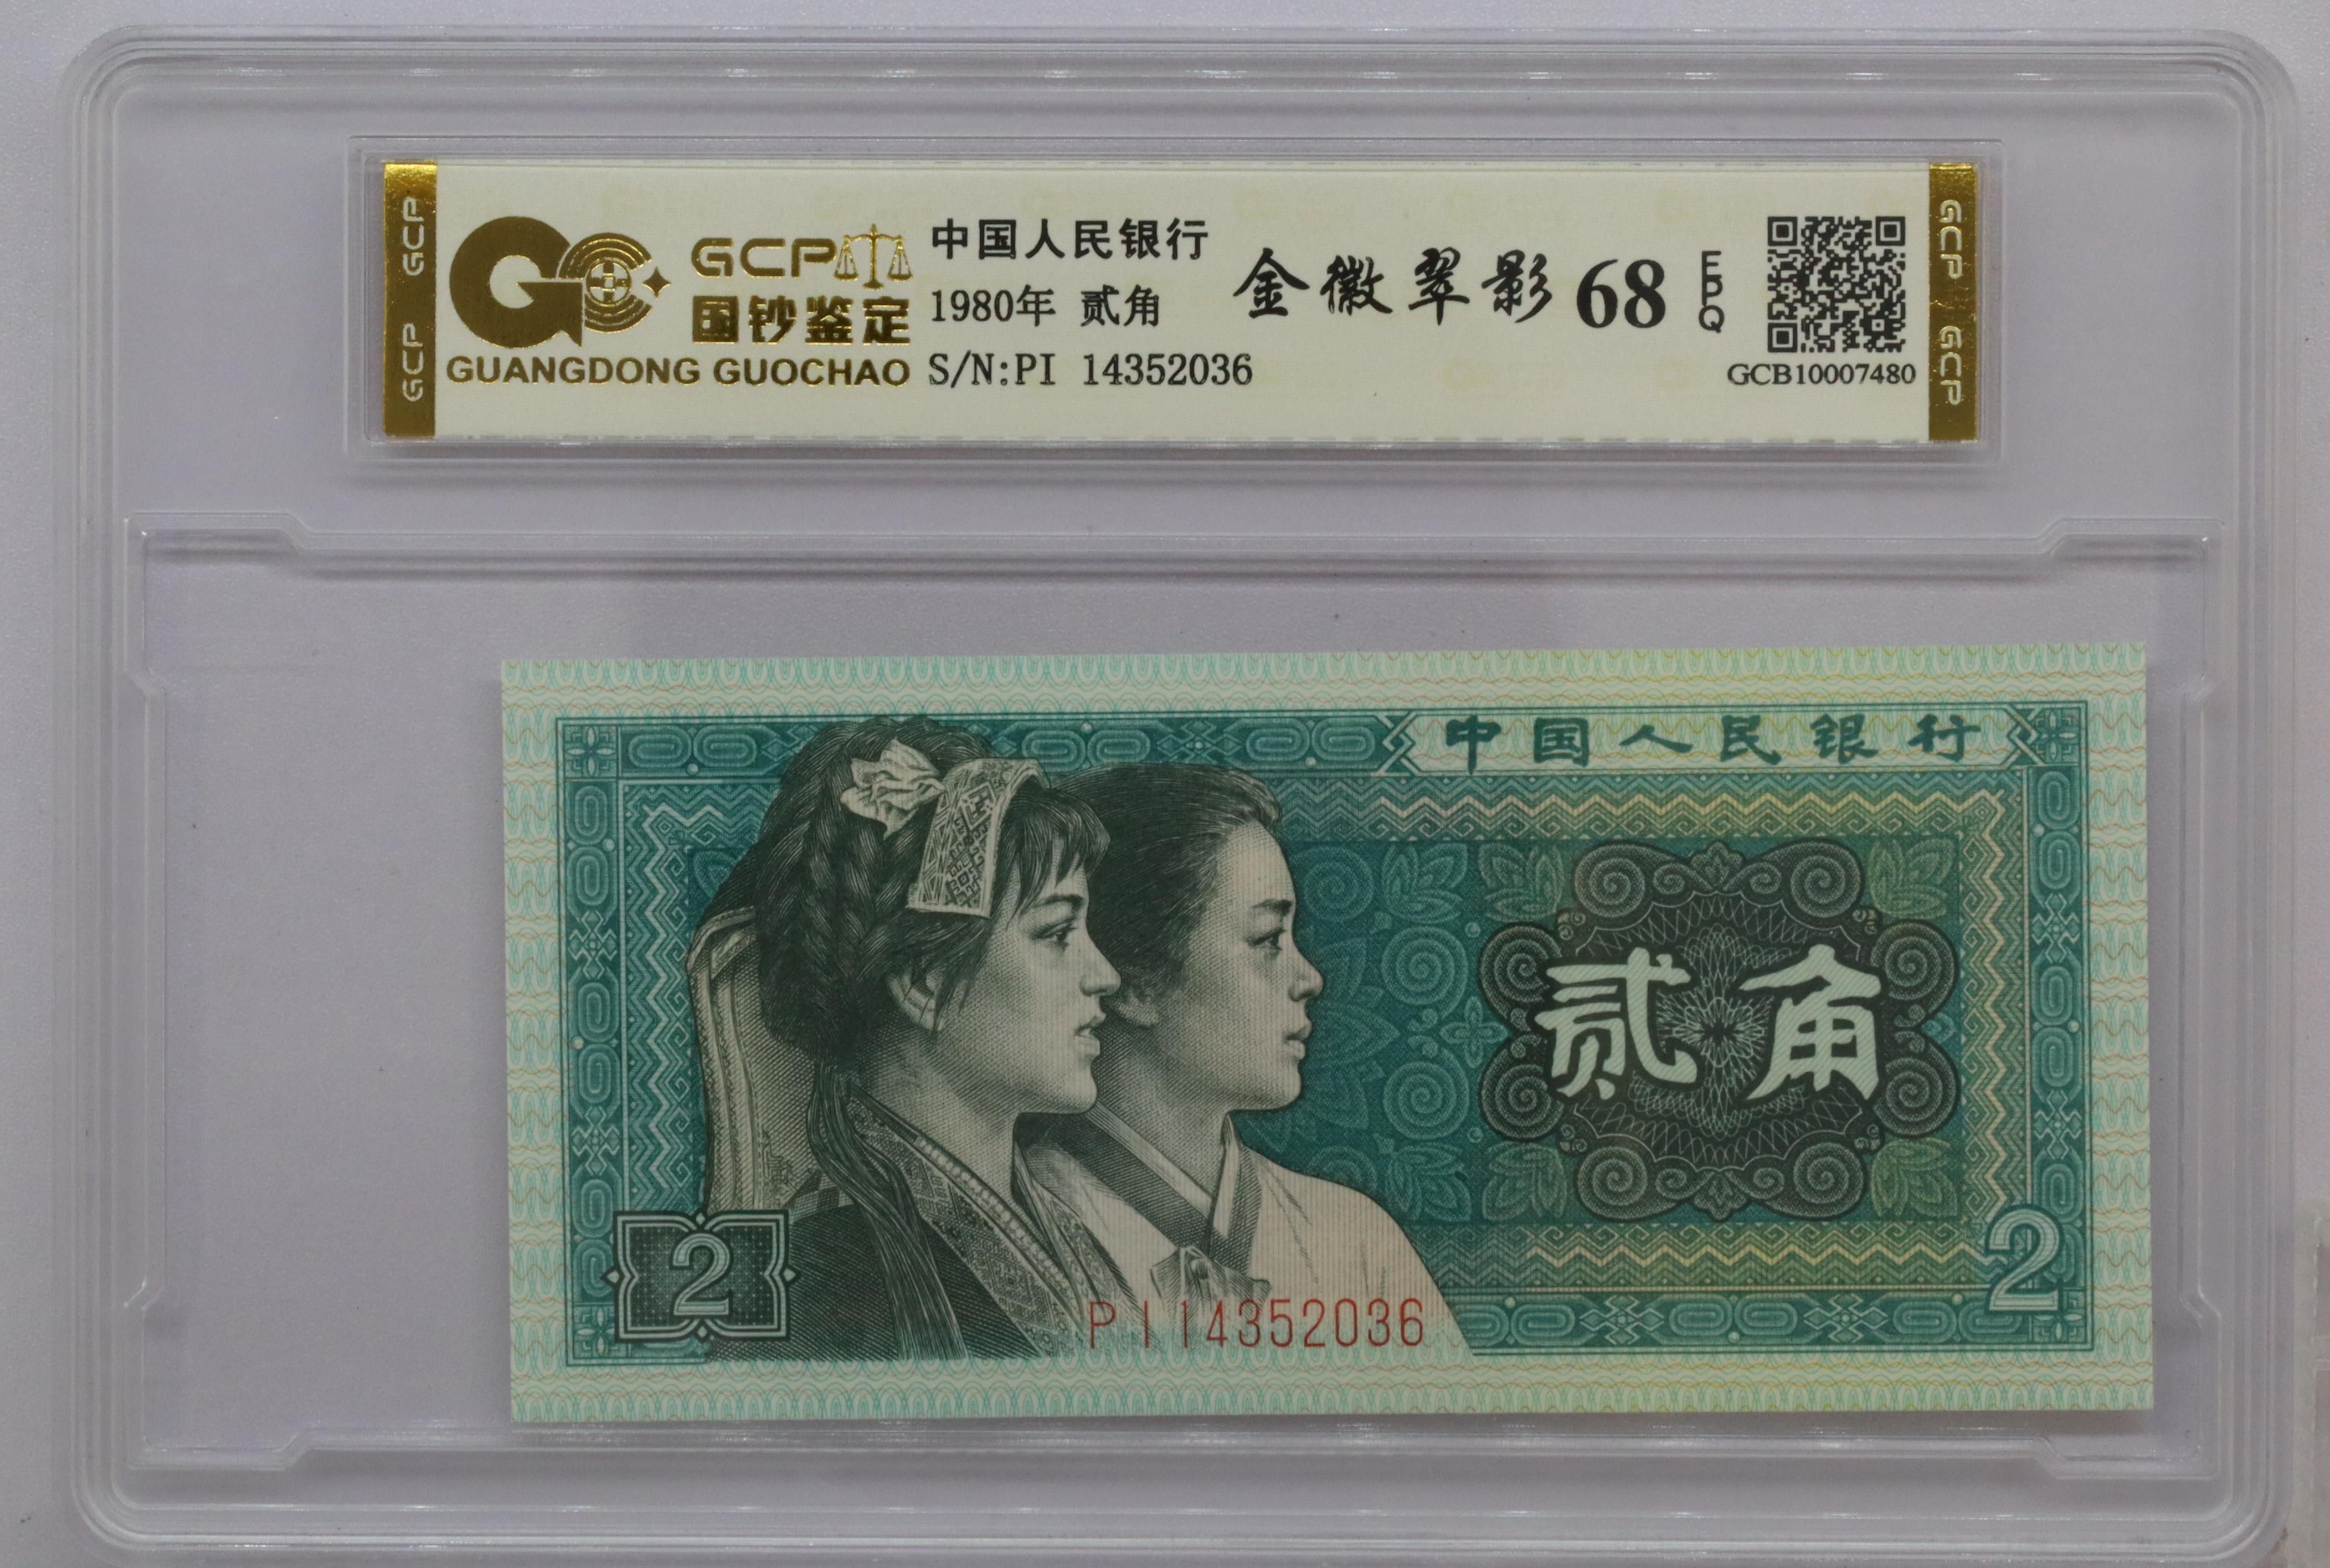 GCP GCP
GCP
国钞鉴定
GUANGDONG GUOCHAO
中国人民银行
1980年 贰角
S/N:PI 14352036
金徽翠影 68 EPQ
GCB10007480
GCP GCP
中国人民银行
贰角
2
2
PI14352036